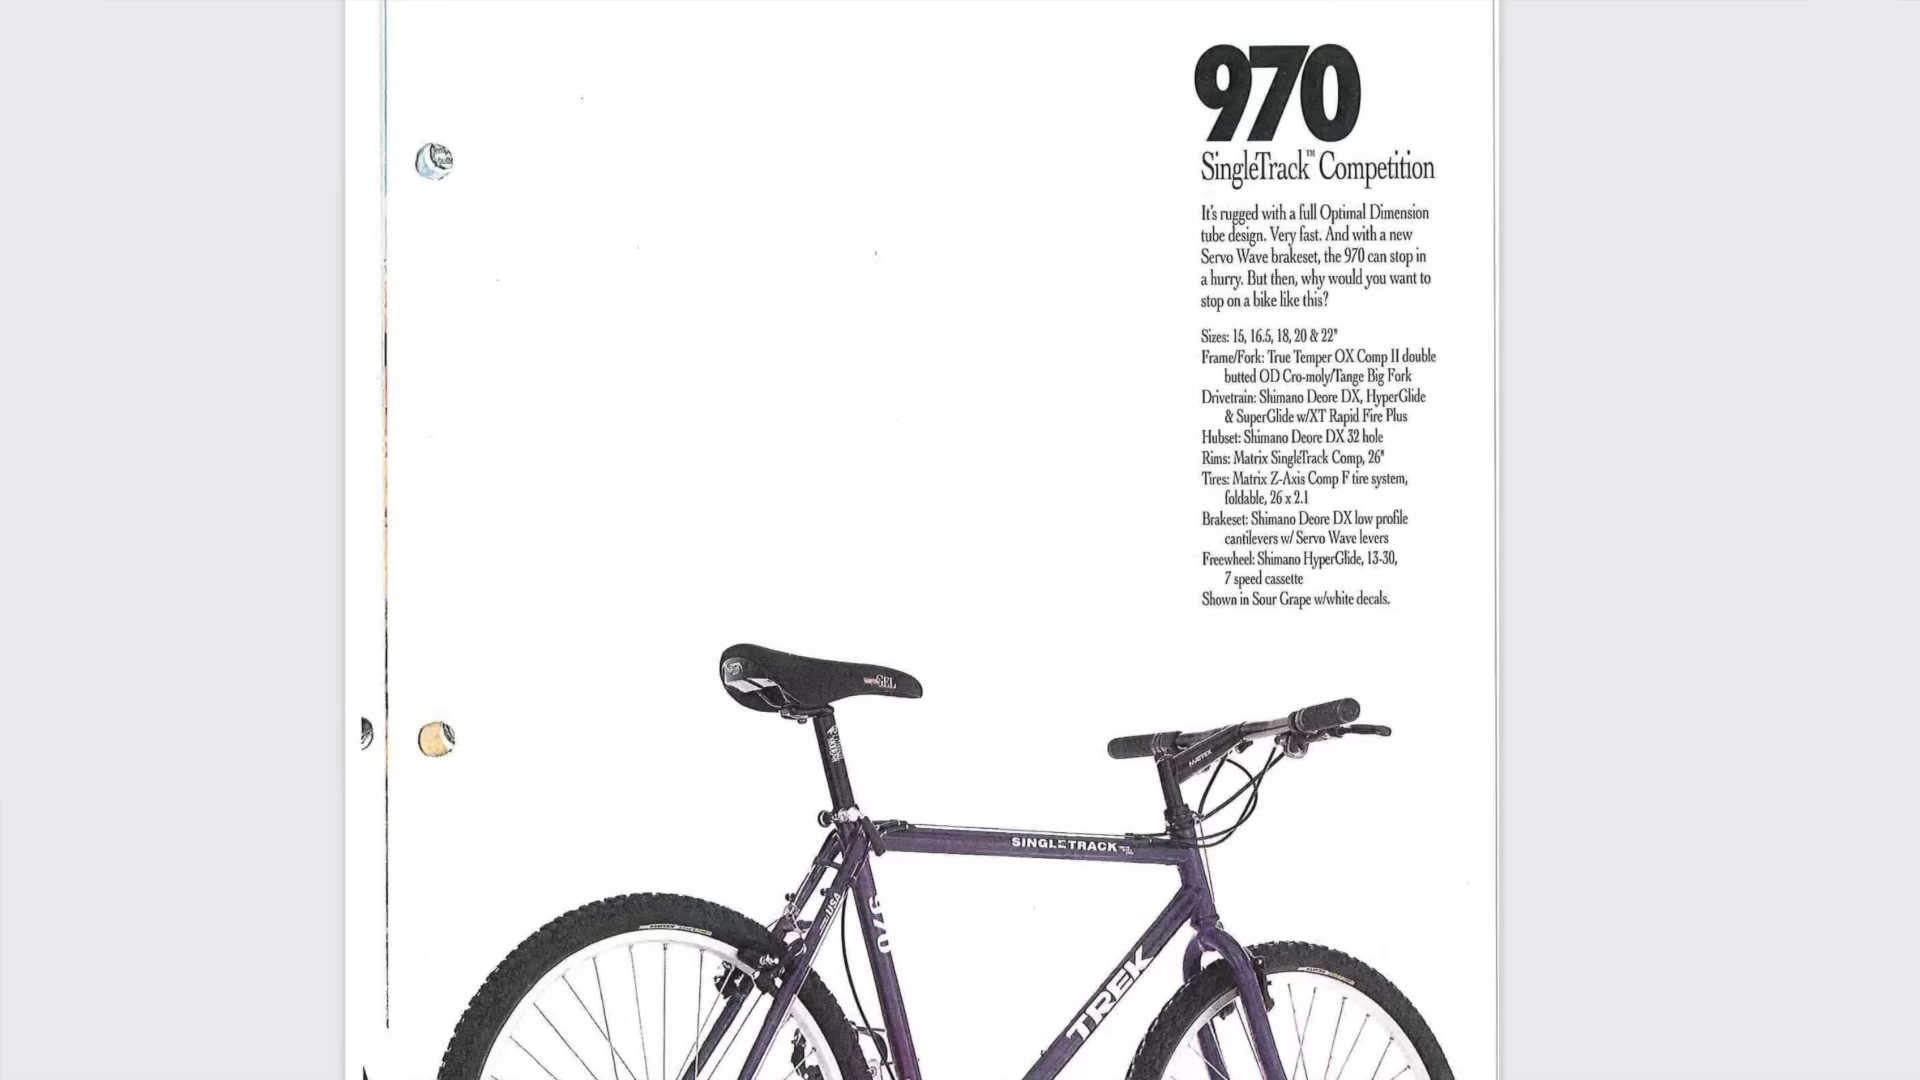 970
SingleTrack™ Competition
It's rugged with a full Optimal Dimension
tube design. Very fast. And with a new
Servo Wave brakeset, the 970 can stop in
a hurry. But then, why would you want to
stop on a bike like this?
Sizes: 15, 16.5, 18, 20 & 22"
Frame/Fork: True Temper OX Comp II double
butted OD Cro-moly/Tange Big Fork
Drivetrain: Shimano Deore DX, HyperGlide
& SuperGlide w/XT Rapid Fire Plus
Hubset: Shimano Deore DX 32 hole
Rims: Matrix SingleTrack Comp, 26"
Tires: Matrix Z-Axis Comp F tire system,
foldable, 26 x 2.1
Brakeset: Shimano Deore DX low profile
cantilevers w/ Servo Wave levers
Freewheel: Shimano HyperGlide, 13-30,
7 speed cassette
Shown in Sour Grape w/white decals.
GEL
MATRIX
SINGLETRACK
USA
970
TREK